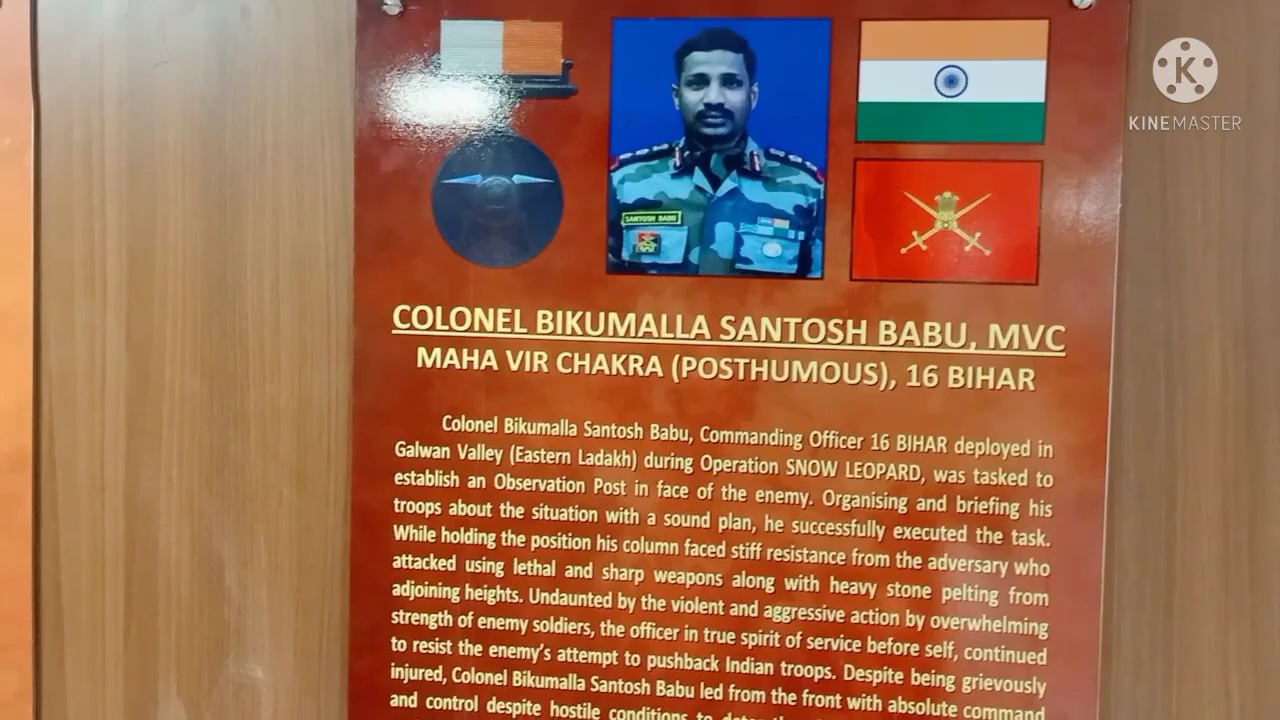 KINEMASTER
SANTOSH BABU
COLONEL BIKUMALLA SANTOSH BABU, MVC
MAHA VIR CHAKRA (POSTHUMOUS), 16 BIHAR
Colonel Bikumalla Santosh Babu, Commanding Officer 16 BIHAR deployed in
Galwan Valley (Eastern Ladakh) during Operation SNOW LEOPARD, was tasked to
establish an Observation Post in face of the enemy. Organising and briefing his
troops about the situation with a sound plan, he successfully executed the task.
While holding the position his column faced stiff resistance from the adversary who
attacked using lethal and sharp weapons along with heavy stone pelting from
adjoining heights. Undaunted by the violent and aggressive action by overwhelming
strength of enemy soldiers, the officer in true spirit of service before self, continued
to resist the enemy's attempt to pushback Indian troops. Despite being grievously
injured, Colonel Bikumalla Santosh Babu led from the front with absolute command
and control despite hostile conditions to